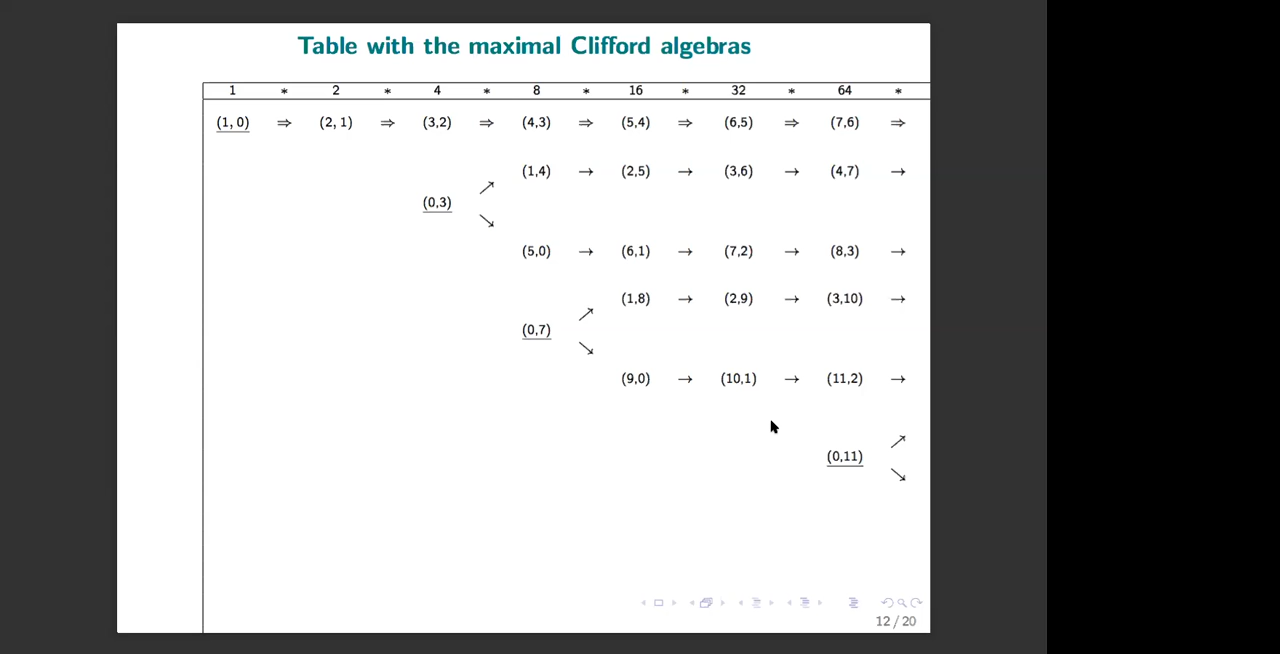 Table with the maximal Clifford algebras
1 * 2 * 4 * 8 * 16 * 32 * 64 *
(1, 0) ⇒ (2, 1) ⇒ (3,2) ⇒ (4,3) ⇒ (5,4) ⇒ (6,5) ⇒ (7,6) ⇒
(1,4) → (2,5) → (3,6) → (4,7) →
(0,3) ↗ ↘
(5,0) → (6,1) → (7,2) → (8,3) →
(1,8) → (2,9) → (3,10) →
(0,7) ↗ ↘
(9,0) → (10,1) → (11,2) →
(0,11) ↗ ↘
12 / 20